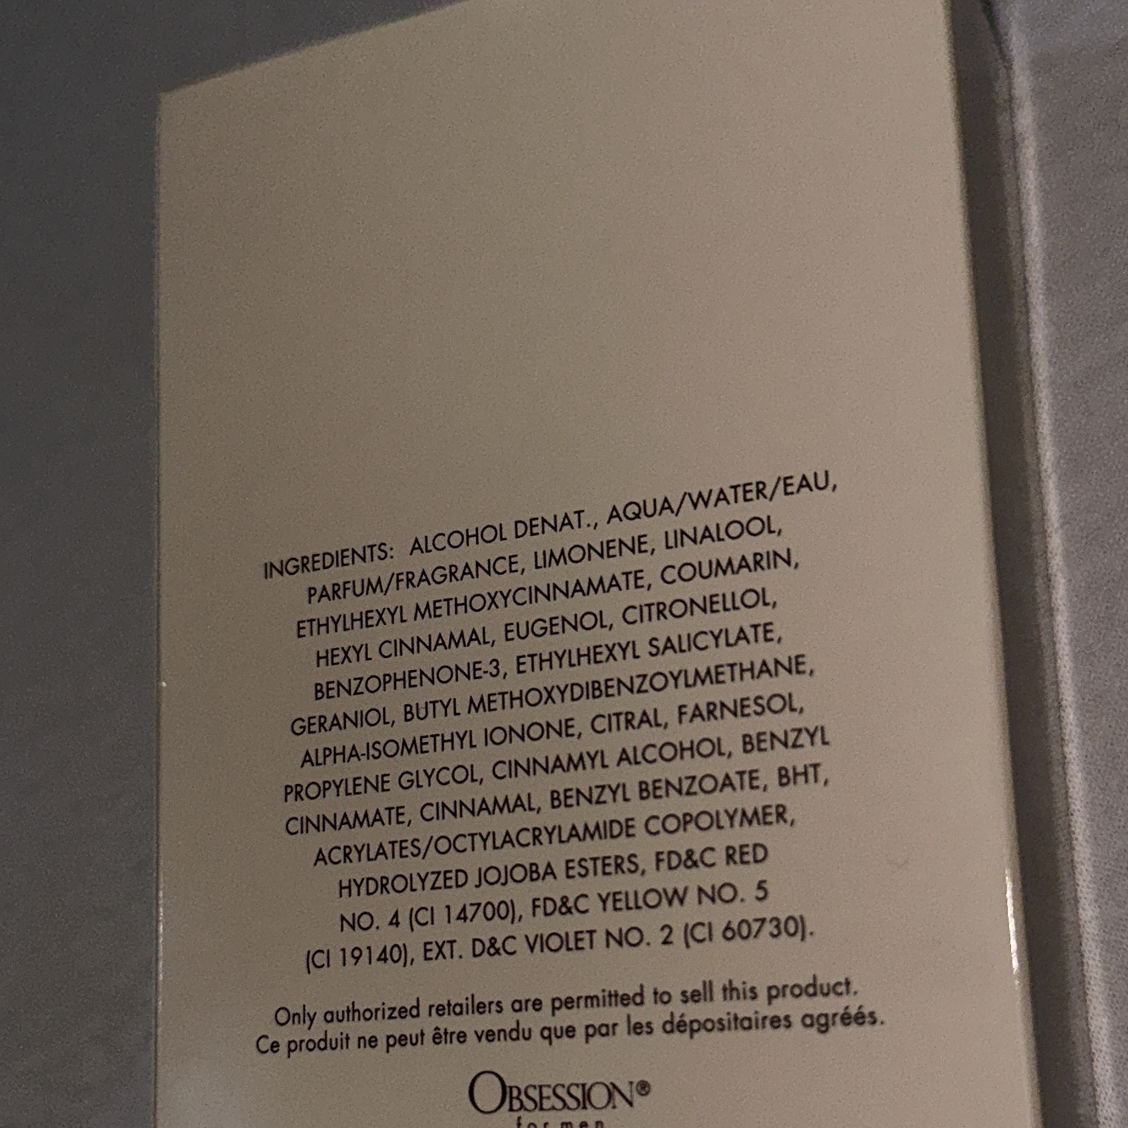 INGREDIENTS: ALCOHOL DENAT., AQUA/WATER/EAU,
PARFUM/FRAGRANCE, LIMONENE, LINALOOL,
ETHYLHEXYL METHOXYCINNAMATE, COUMARIN,
HEXYL CINNAMAL, EUGENOL, CITRONELLOL,
BENZOPHENONE-3, ETHYLHEXYL SALICYLATE,
GERANIOL, BUTYL METHOXYDIBENZOYLMETHANE,
ALPHA-ISOMETHYL IONONE, CITRAL, FARNESOL,
PROPYLENE GLYCOL, CINNAMYL ALCOHOL, BENZYL
CINNAMATE, CINNAMAL, BENZYL BENZOATE, BHT,
ACRYLATES/OCTYLACRYLAMIDE COPOLYMER,
HYDROLYZED JOJOBA ESTERS, FD&C RED
NO. 4 (CI 14700), FD&C YELLOW NO. 5
(CI 19140), EXT. D&C VIOLET NO. 2 (CI 60730).
Only authorized retailers are permitted to sell this product.
Ce produit ne peut être vendu que par les dépositaires agréés.
OBSESSION®
for men